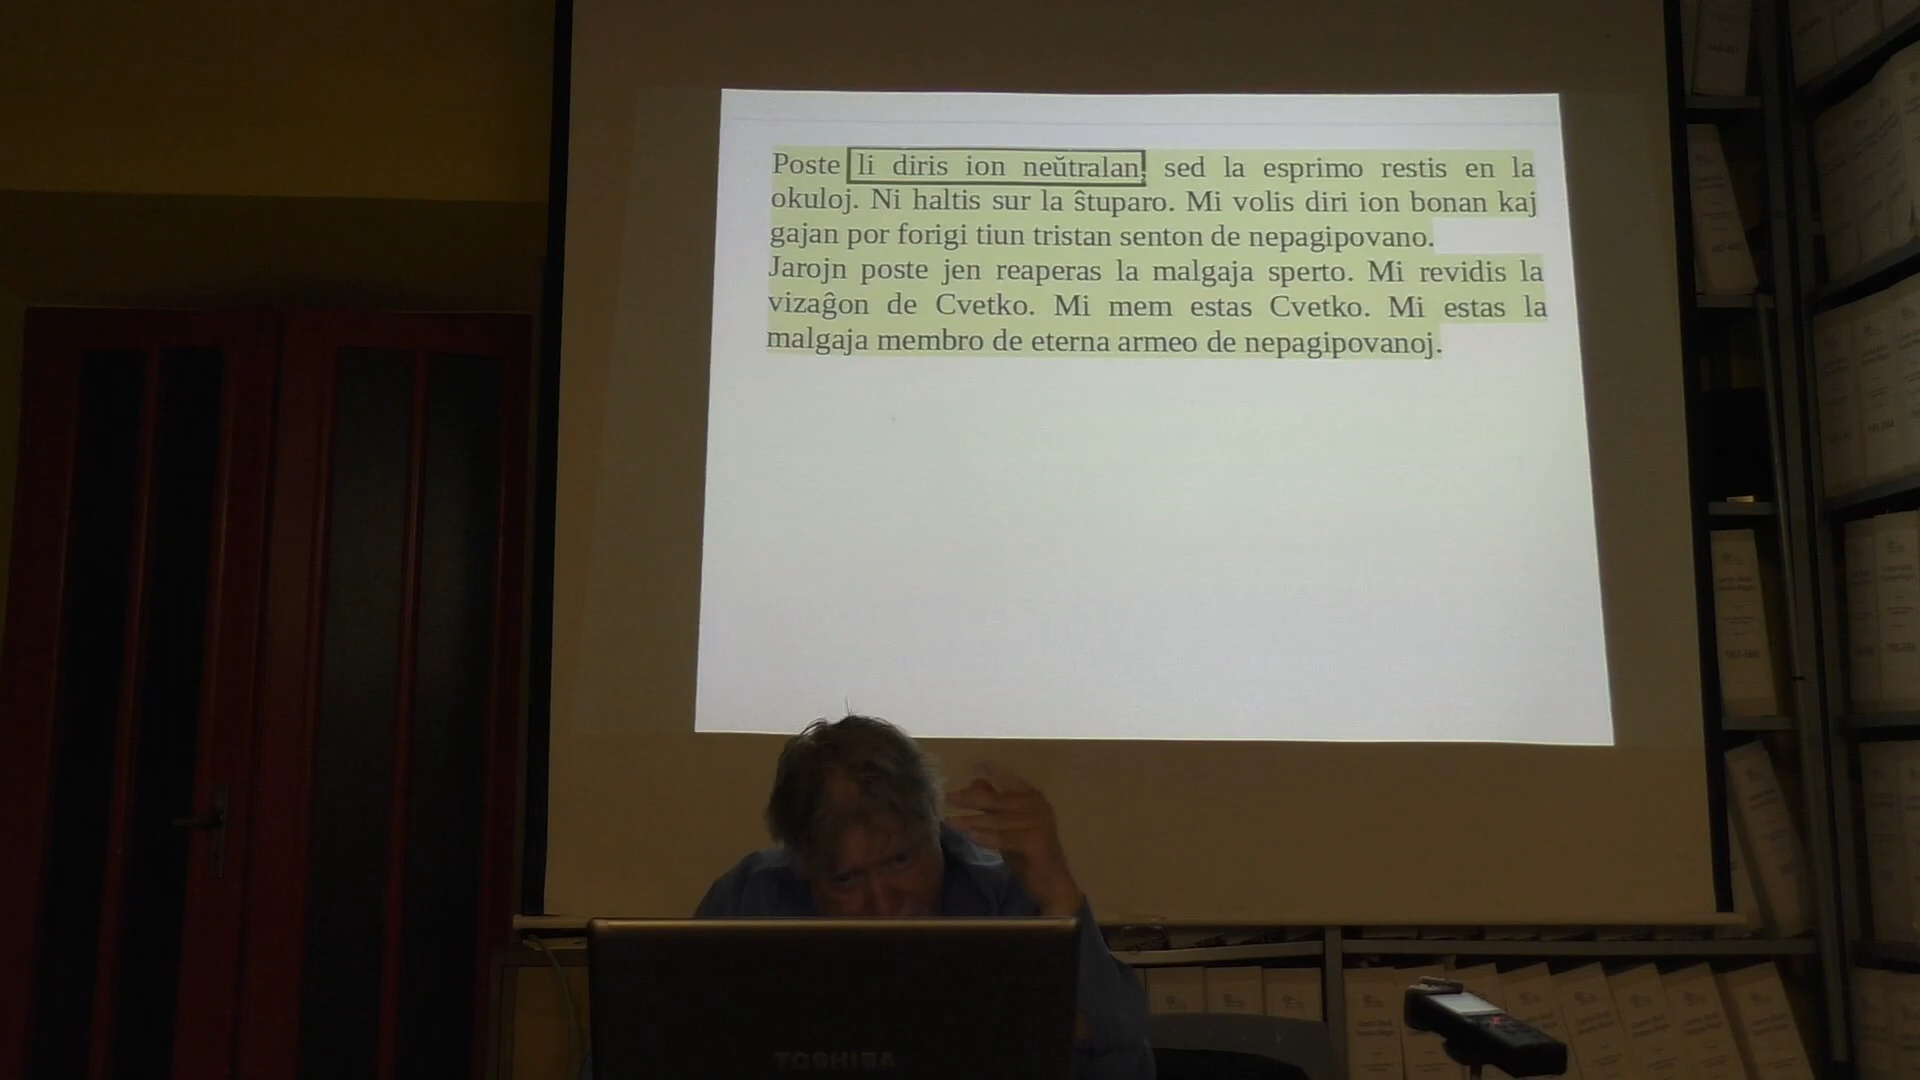 Poste li diris ion neŭtralan, sed la esprimo restis en la
okuloj. Ni haltis sur la ŝtuparo. Mi volis diri ion bonan kaj
gajan por forigi tiun tristan senton de nepagipovano.
Jarojn poste jen reaperas la malgaja sperto. Mi revidis la
vizaĝon de Cvetko. Mi mem estas Cvetko. Mi estas la
malgaja membro de eterna armeo de nepagipovanoj.
TOSHIBA